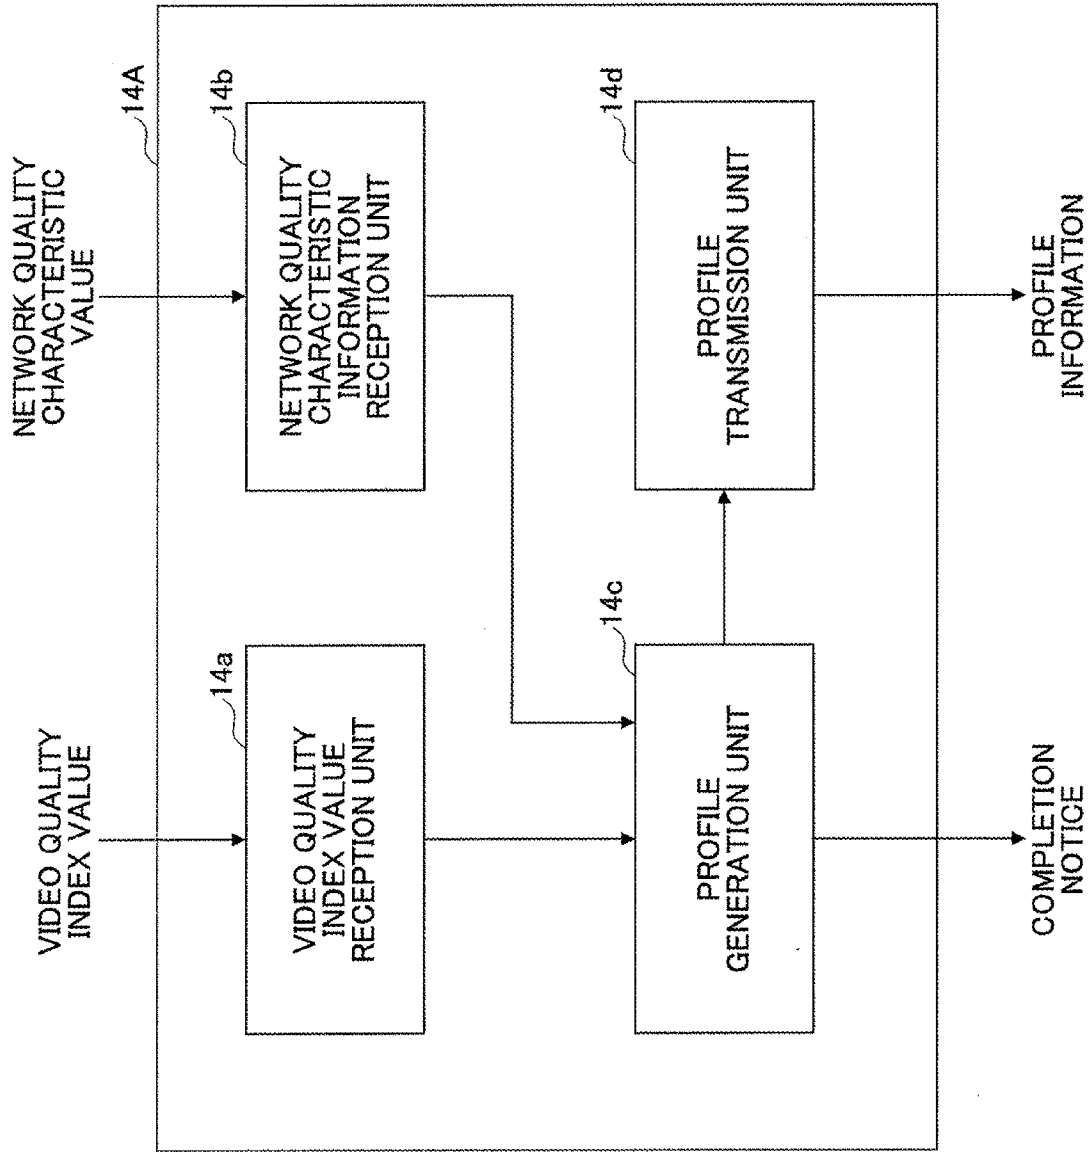 VIDEO QUALITY
INDEX VALUE
NETWORK QUALITY
CHARACTERISTIC
VALUE
14A
14a
VIDEO QUALITY
INDEX VALUE
RECEPTION UNIT
14b
NETWORK QUALITY
CHARACTERISTIC
INFORMATION
RECEPTION UNIT
14c
PROFILE
GENERATION UNIT
14d
PROFILE
TRANSMISSION UNIT
COMPLETION
NOTICE
PROFILE
INFORMATION